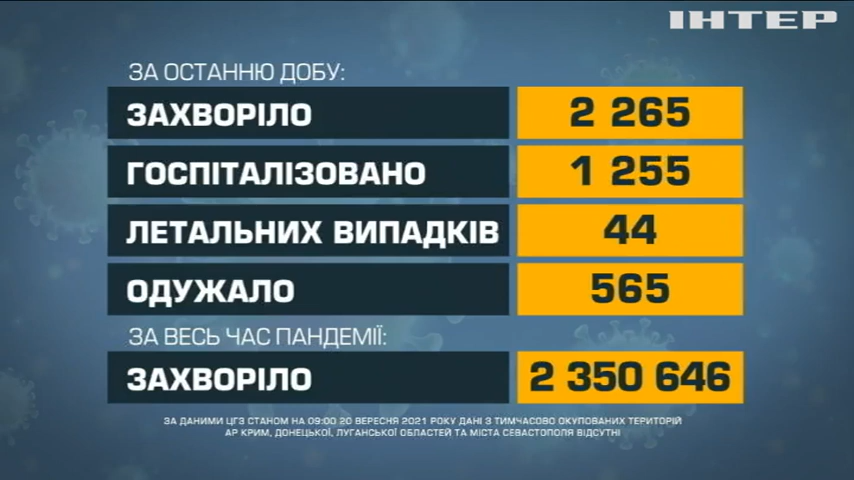 ІНТЕР
ЗА ОСТАННЮ ДОБУ:
ЗАХВОРІЛО 2 265
ГОСПІТАЛІЗОВАНО 1 255
ЛЕТАЛЬНИХ ВИПАДКІВ 44
ОДУЖАЛО 565
ЗА ВЕСЬ ЧАС ПАНДЕМІЇ:
ЗАХВОРІЛО 2 350 646
ЗА ДАНИМИ ЦГЗ СТАНОМ НА 09:00 20 ВЕРЕСНЯ 2021 РОКУ ДАНІ З ТИМЧАСОВО ОКУПОВАНИХ ТЕРИТОРІЙ
АР КРИМ, ДОНЕЦЬКОЇ, ЛУГАНСЬКОЇ ОБЛАСТЕЙ ТА МІСТА СЕВАСТОПОЛЯ ВІДСУТНІ